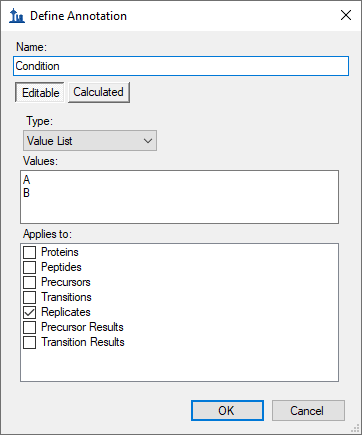 Define Annotation
Name:
Condition
Editable Calculated
Type:
Value List
Values:
A
B
Applies to:
Proteins
Peptides
Precursors
Transitions
Replicates
Precursor Results
Transition Results
OK Cancel